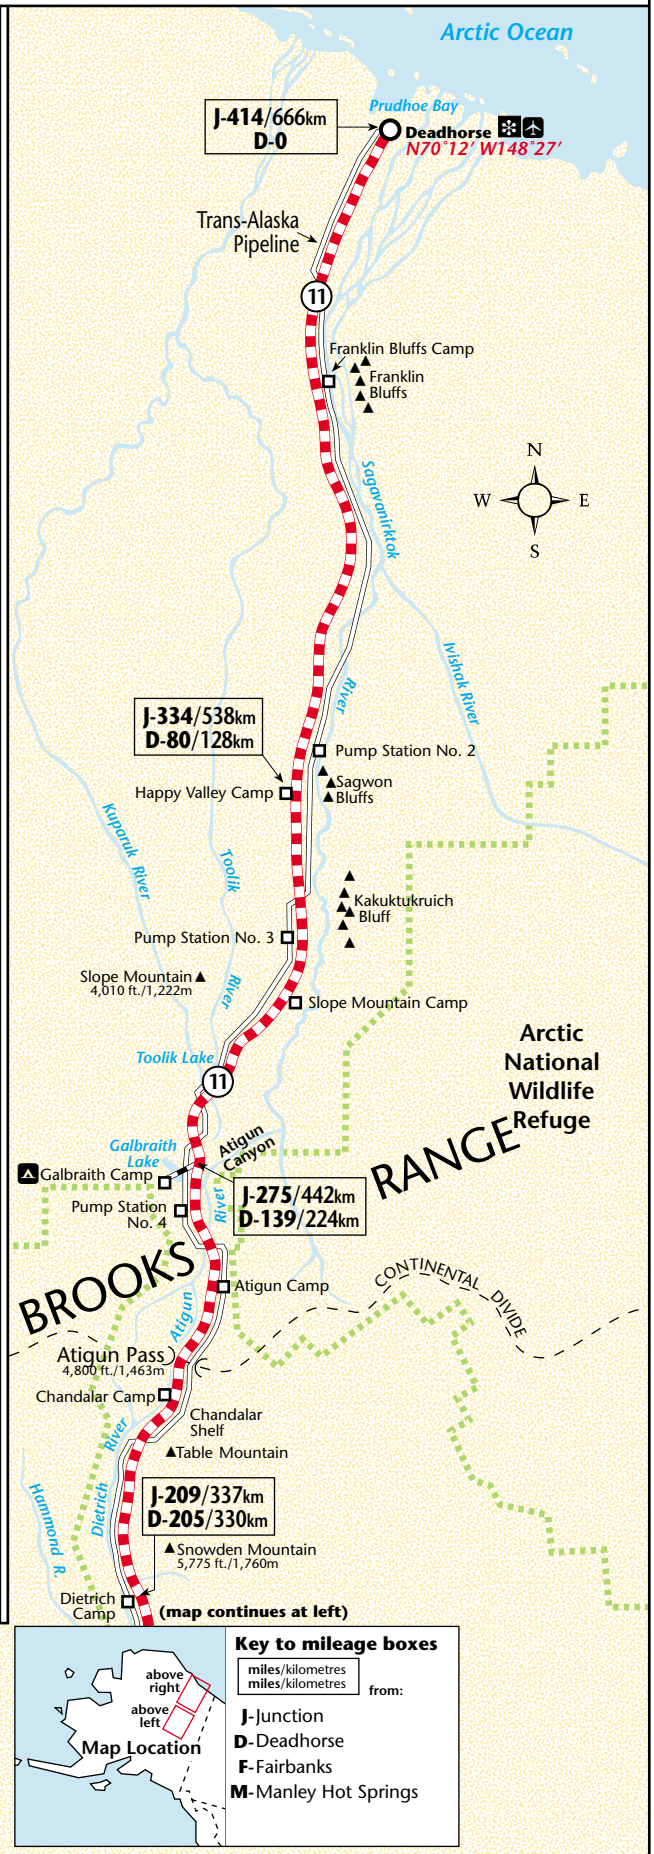 Arctic Ocean
Prudhoe Bay
J-414/666km
D-0
Deadhorse
N70°12′ W148°27′
Trans-Alaska
Pipeline
11
Franklin Bluffs Camp
Franklin
Bluffs
N
W E
S
Sagavanirktok
River
Ivishak River
J-334/538km
D-80/128km
Pump Station No. 2
Sagwon
Bluffs
Happy Valley Camp
Kuparuk River
Toolik
River
Kakuktukruich
Bluff
Pump Station No. 3
Slope Mountain
4,010 ft./1,222m
Slope Mountain Camp
Arctic
National
Wildlife
Refuge
Toolik Lake
11
Atigun
Canyon
Galbraith
Lake
Galbraith Camp
BROOKS RANGE
J-275/442km
D-139/224km
Pump Station
No. 4
River
Atigun
Atigun Camp
CONTINENTAL DIVIDE
Atigun Pass
4,800 ft./1,463m
Chandalar Camp
Chandalar
Shelf
Table Mountain
Dietrich River
Hammond R.
J-209/337km
D-205/330km
Snowden Mountain
5,775 ft./1,760m
Dietrich
Camp
(map continues at left)
above
right
above
left
Map Location
Key to mileage boxes
miles/kilometres
miles/kilometres
from:
J-Junction
D-Deadhorse
F-Fairbanks
M-Manley Hot Springs